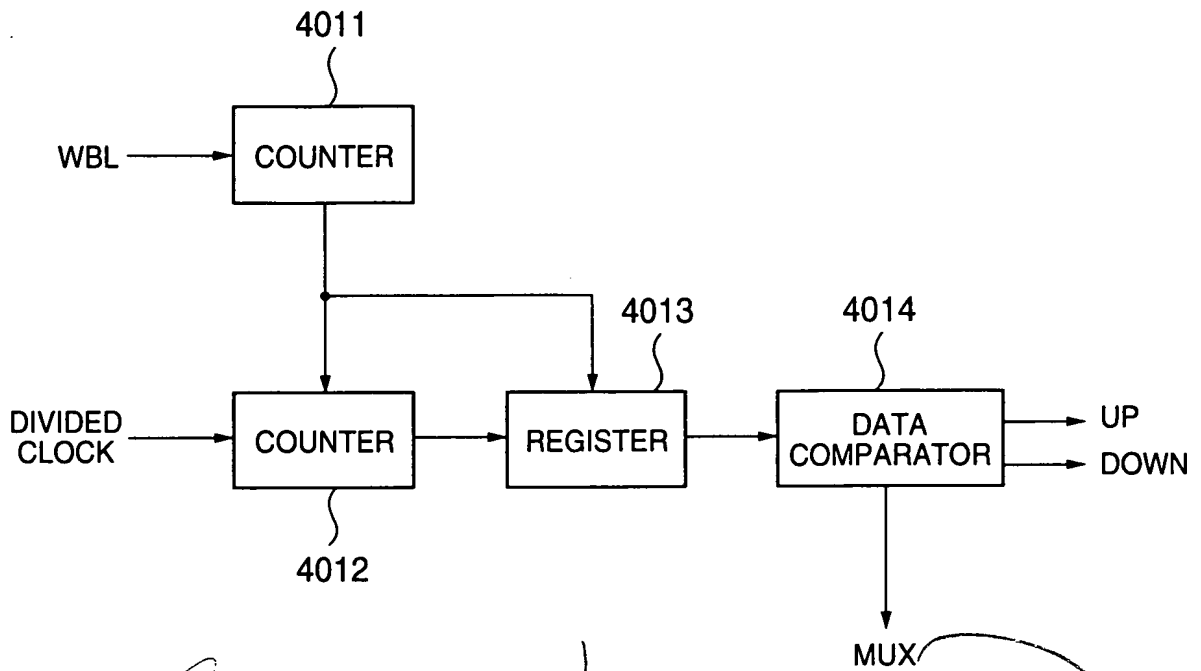 4011
WBL
COUNTER
4013
4014
DIVIDED
CLOCK
COUNTER
REGISTER
DATA
COMPARATOR
UP
DOWN
4012
MUX